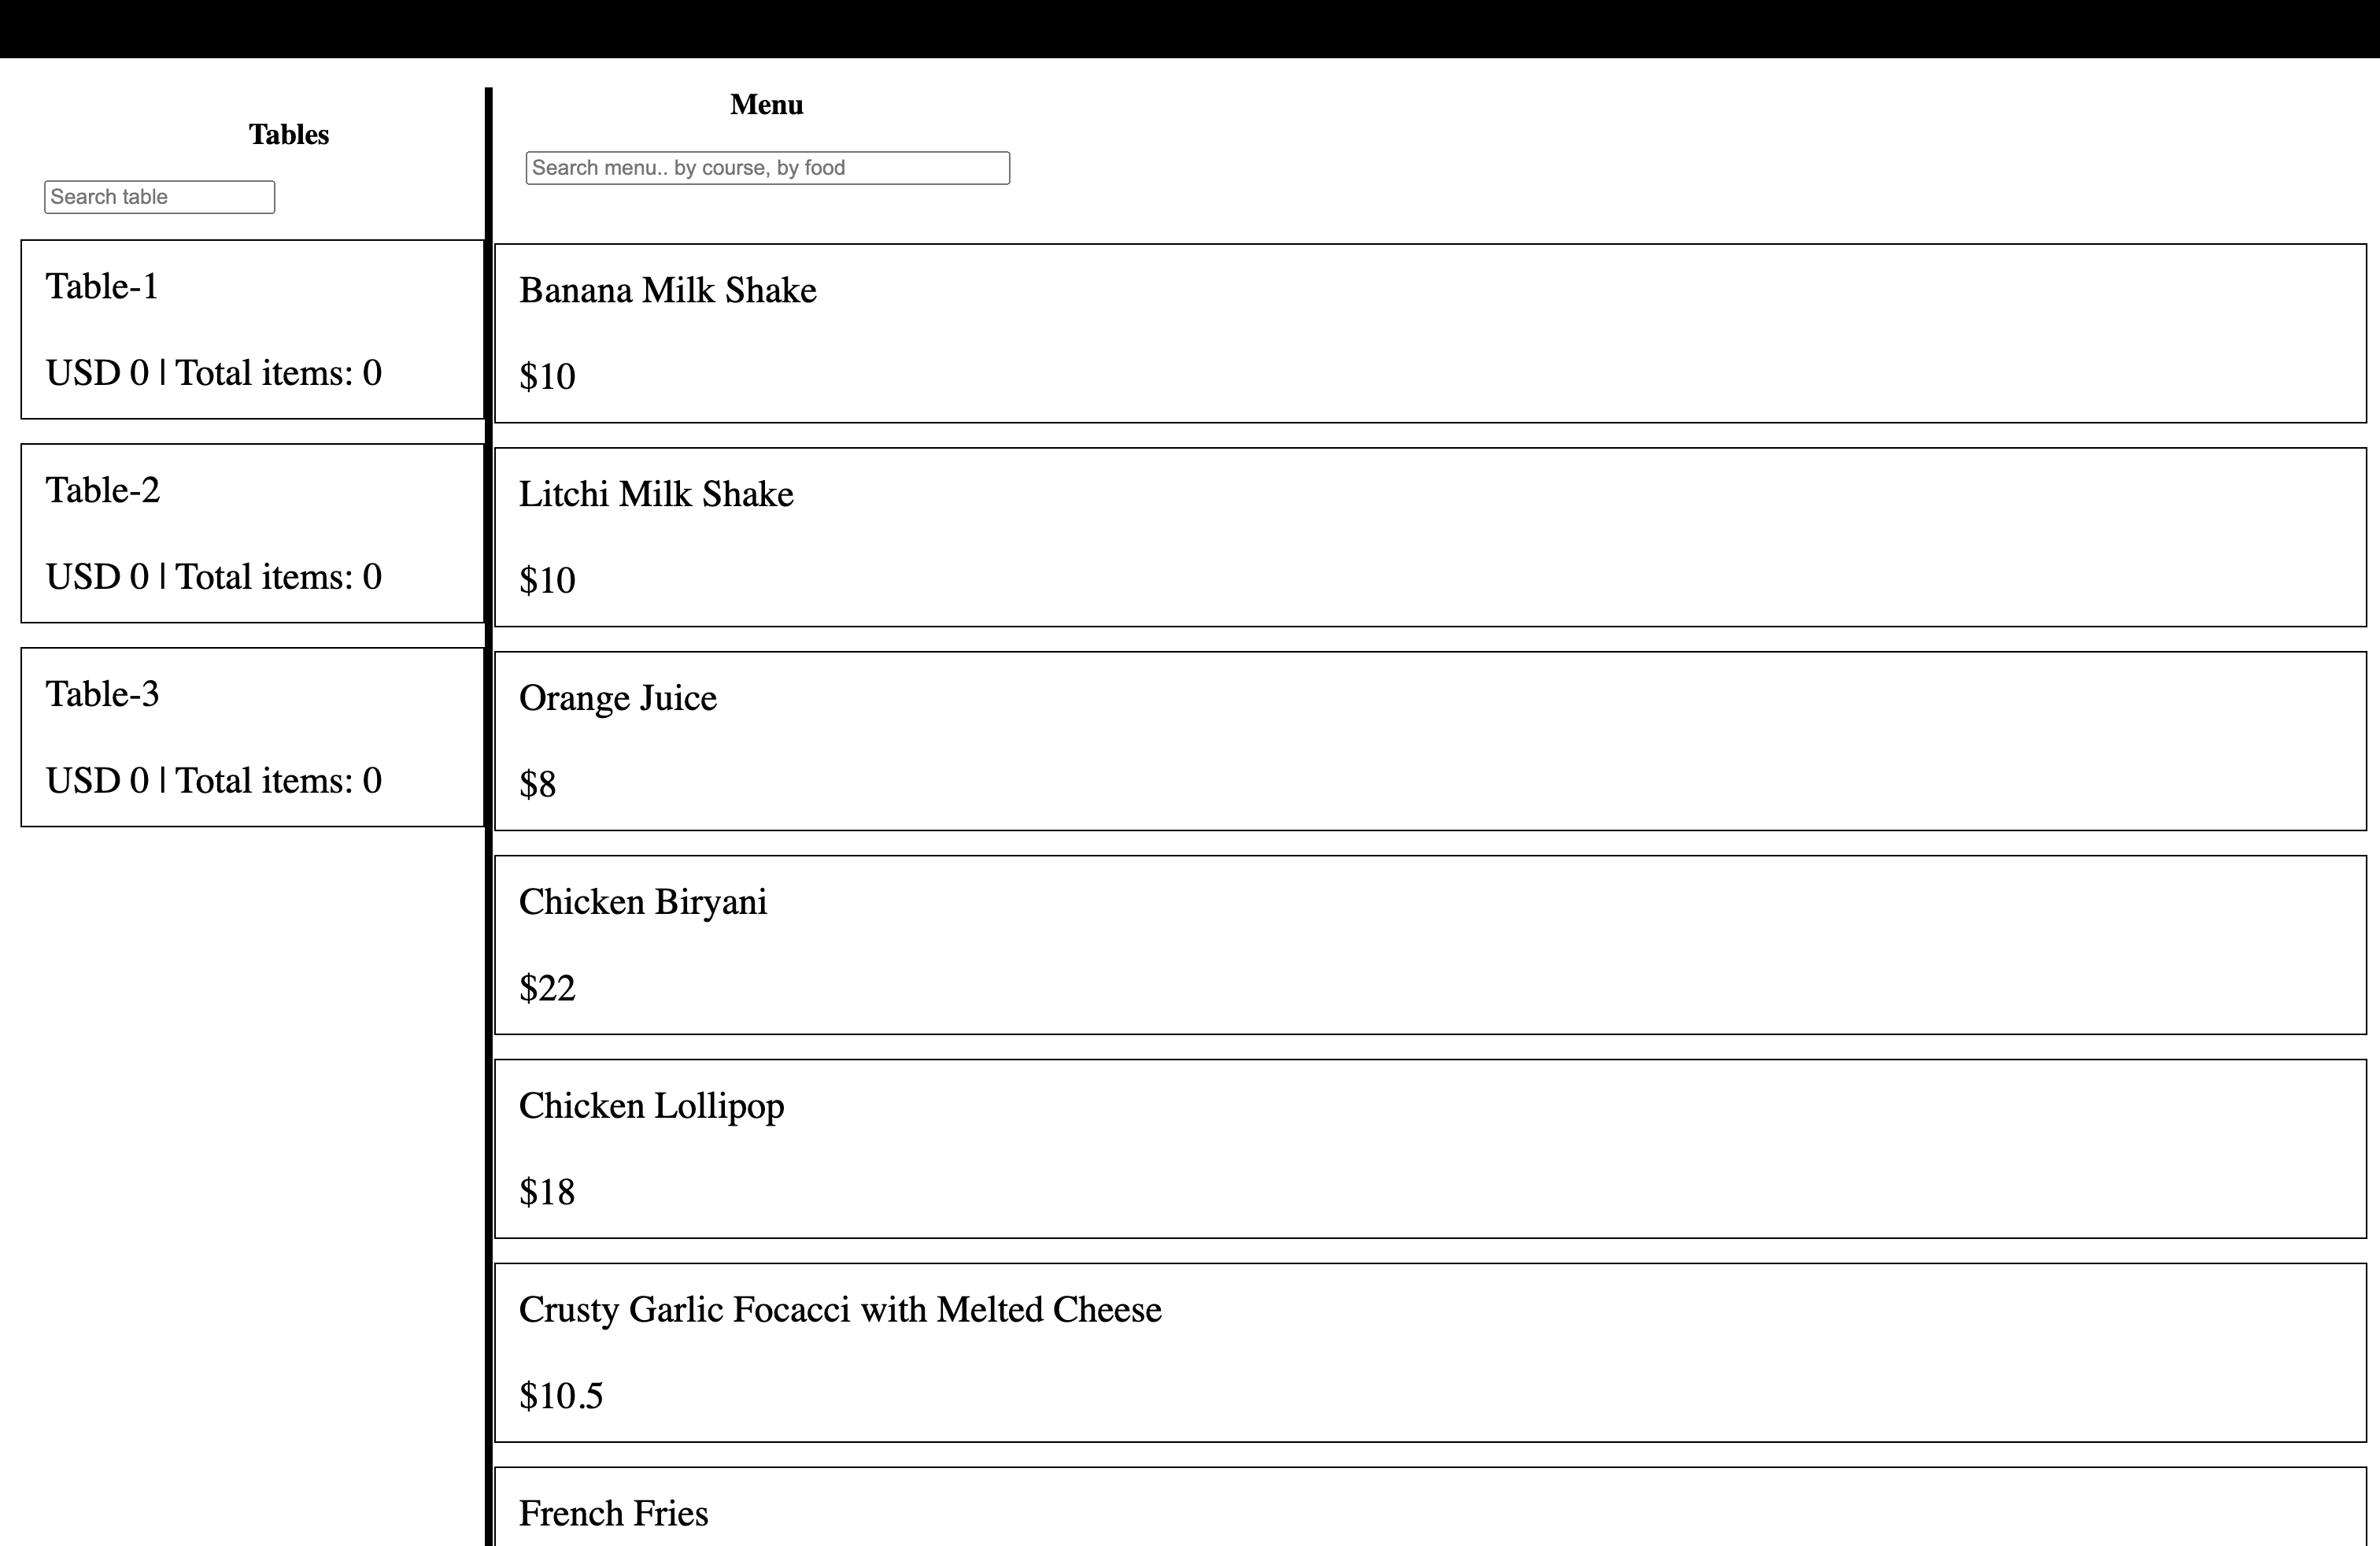 Tables
Search table
Table-1
USD 0 | Total items: 0
Table-2
USD 0 | Total items: 0
Table-3
USD 0 | Total items: 0
Menu
Search menu.. by course, by food
Banana Milk Shake
$10
Litchi Milk Shake
$10
Orange Juice
$8
Chicken Biryani
$22
Chicken Lollipop
$18
Crusty Garlic Focacci with Melted Cheese
$10.5
French Fries